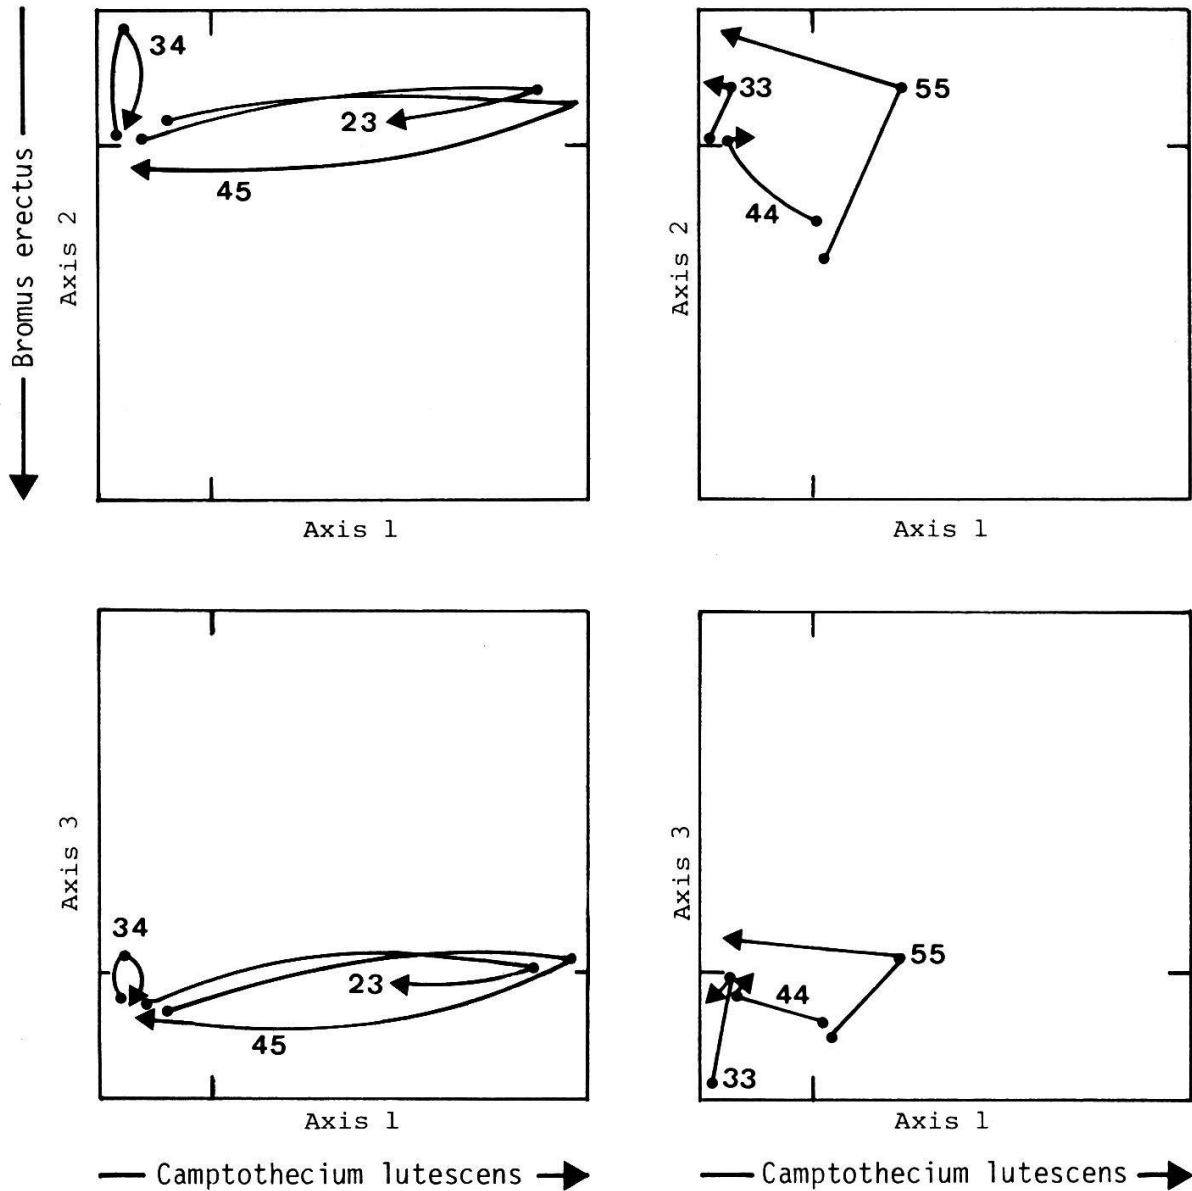 Bromus erectus
Axis 2
34
23
45
Axis 1
Axis 2
33
55
44
Axis 1
Axis 3
34
23
45
Axis 1
Axis 3
55
44
33
Axis 1
Camptothecium lutescens
Camptothecium lutescens